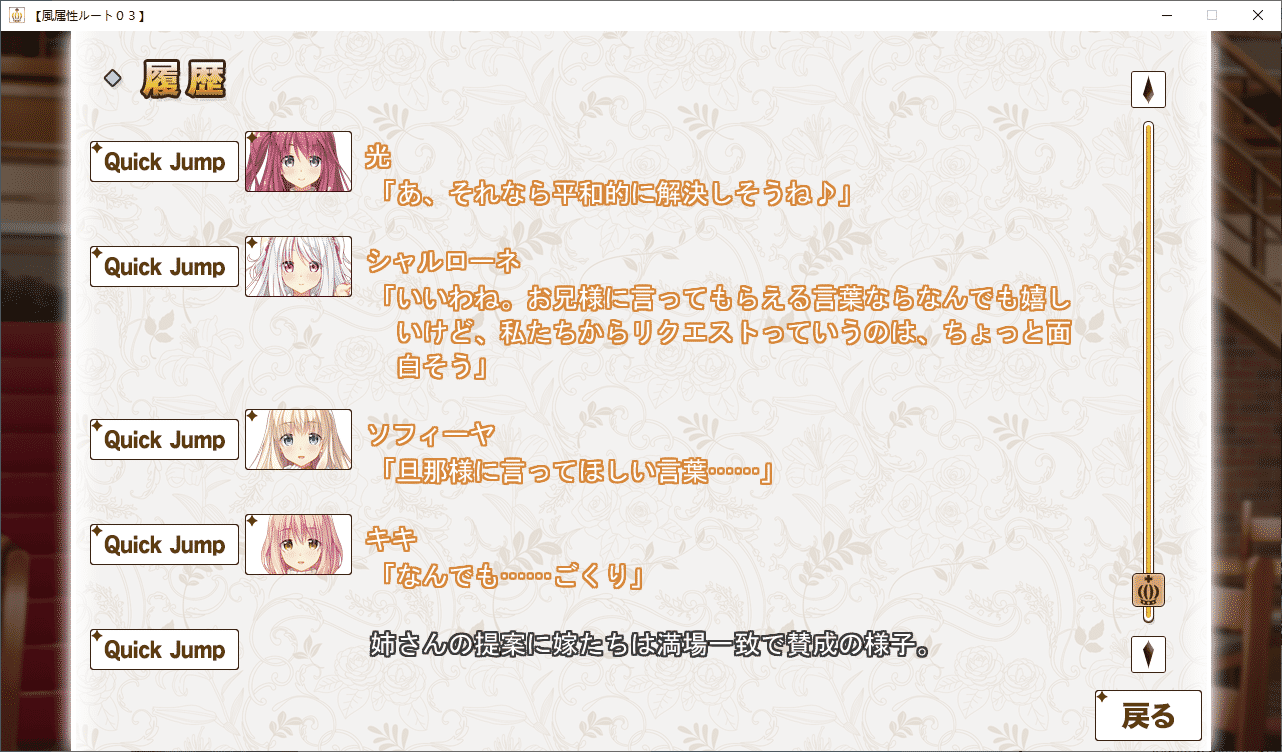 【風属性ルート０３】
履歴
Quick Jump
光
「あ、それなら平和的に解決しそうね♪」
Quick Jump
シャルローネ
「いいわね。お兄様に言ってもらえる言葉ならなんでも嬉し
いけど、私たちからリクエストっていうのは、ちょっと面
白そう」
Quick Jump
ソフィーヤ
「旦那様に言ってほしい言葉……」
Quick Jump
キキ
「なんでも……ごくり」
Quick Jump
姉さんの提案に嫁たちは満場一致で賛成の様子。
戻る